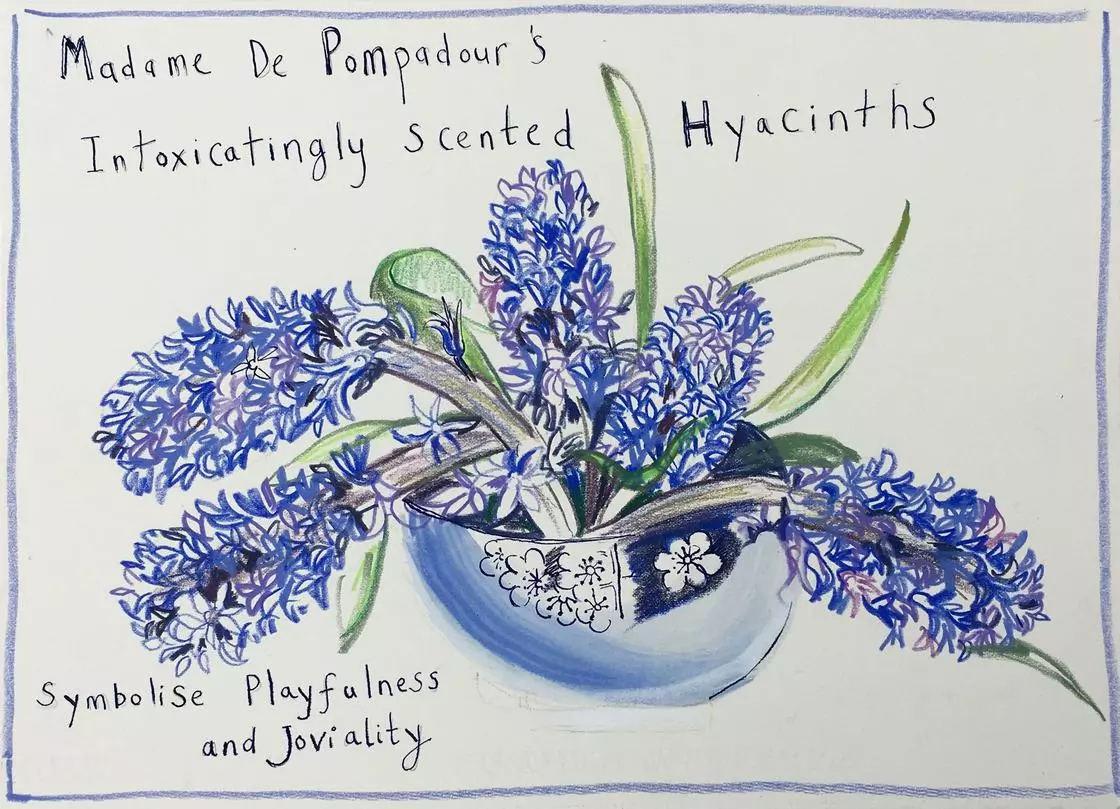 Madame De Pompadour's
Intoxicatingly Scented Hyacinths
Symbolise Playfulness
and Joviality